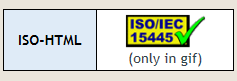 ISO-HTML
ISO/IEC
15445
(only in gif)